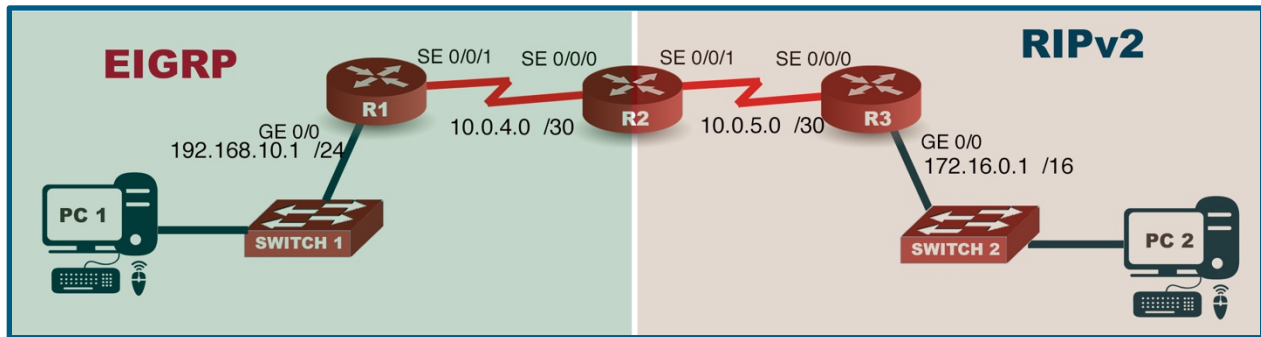 EIGRP
RIPv2
SE 0/0/1
SE 0/0/0
SE 0/0/1
SE 0/0/0
R1
R2
R3
10.0.4.0 /30
10.0.5.0 /30
GE 0/0
192.168.10.1 /24
GE 0/0
172.16.0.1 /16
PC 1
SWITCH 1
SWITCH 2
PC 2